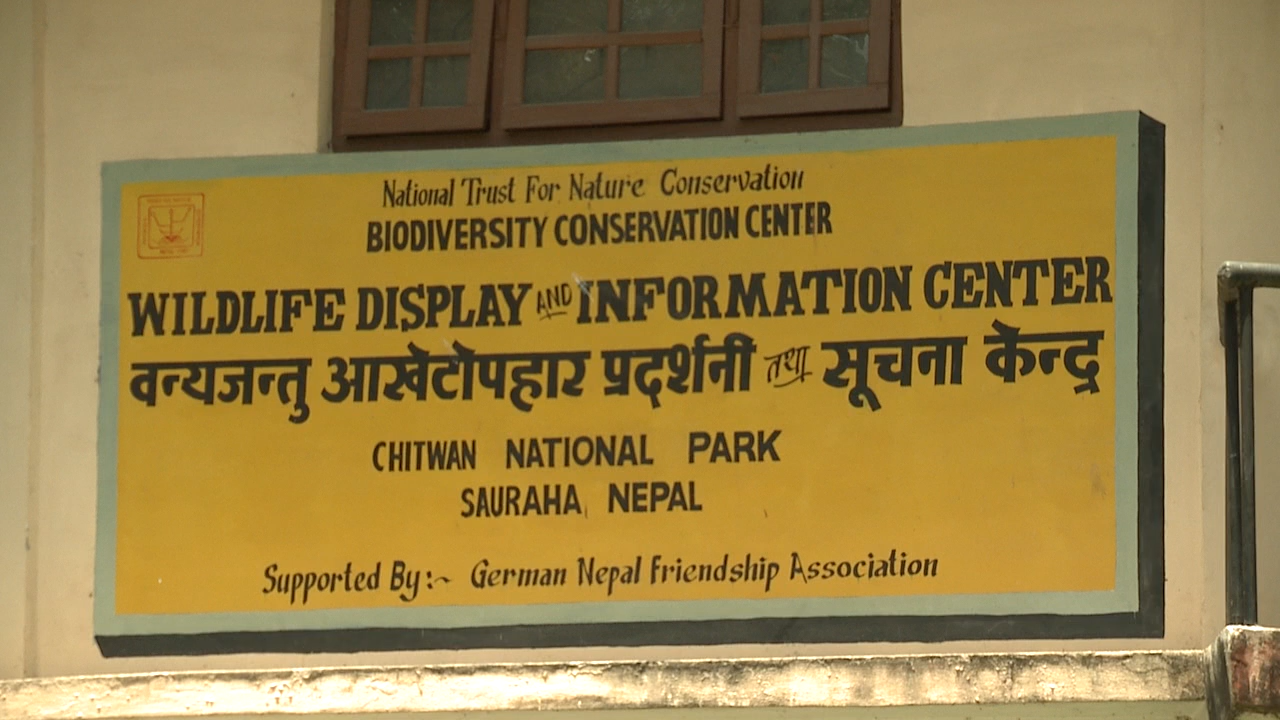 National Trust For Nature Conservation
BIODIVERSITY CONSERVATION CENTER
WILDLIFE DISPLAY AND INFORMATION CENTER
वन्यजन्तु आखेटोपहार प्रदर्शनी तथा सूचना केन्द्र
CHITWAN NATIONAL PARK
SAURAHA, NEPAL
Supported By:~ German Nepal Friendship Association